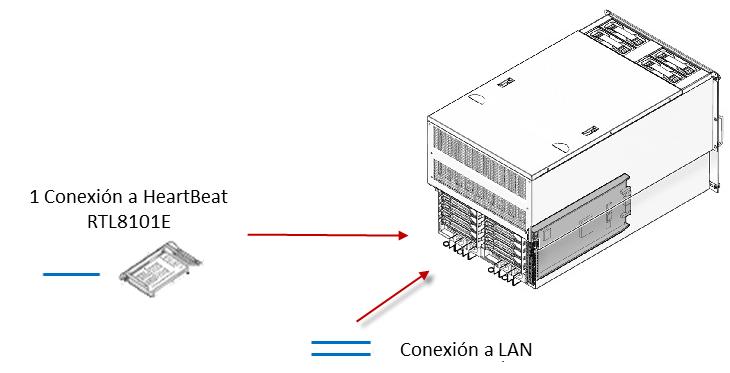 1 Conexión a HeartBeat
RTL8101E
Conexión a LAN